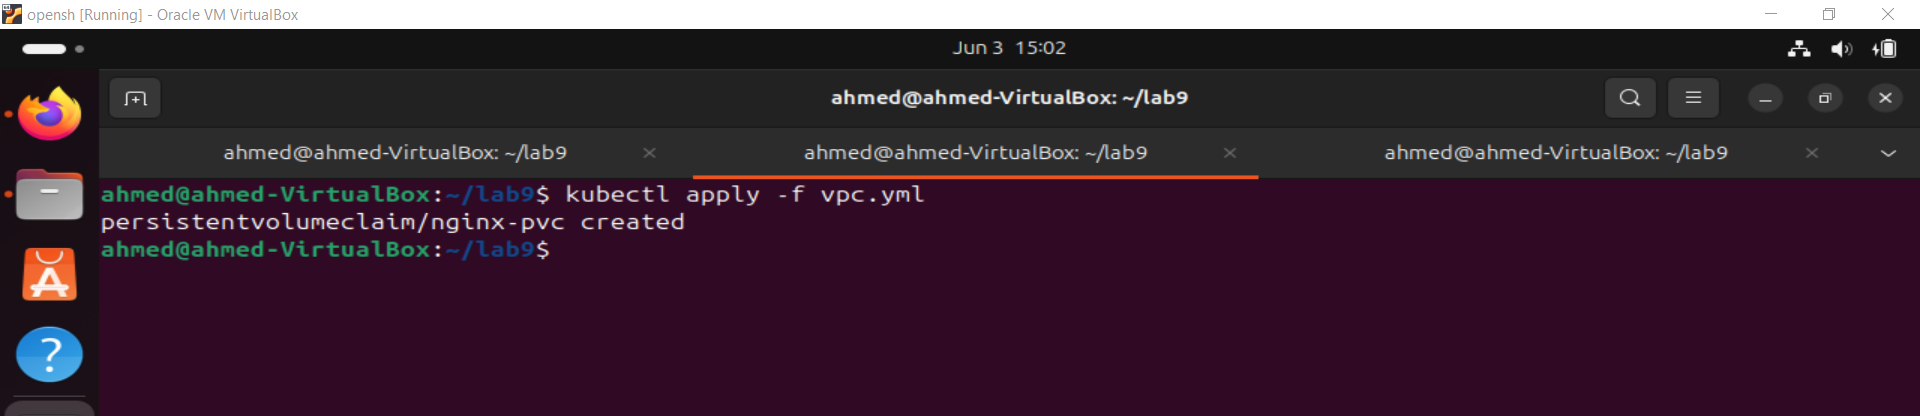 opensh [Running] - Oracle VM VirtualBox
Jun 3 15:02
ahmed@ahmed-VirtualBox: ~/lab9
ahmed@ahmed-VirtualBox: ~/lab9 × ahmed@ahmed-VirtualBox: ~/lab9 × ahmed@ahmed-VirtualBox: ~/lab9 ×
ahmed@ahmed-VirtualBox:~/lab9$ kubectl apply -f vpc.yml
persistentvolumeclaim/nginx-pvc created
ahmed@ahmed-VirtualBox:~/lab9$